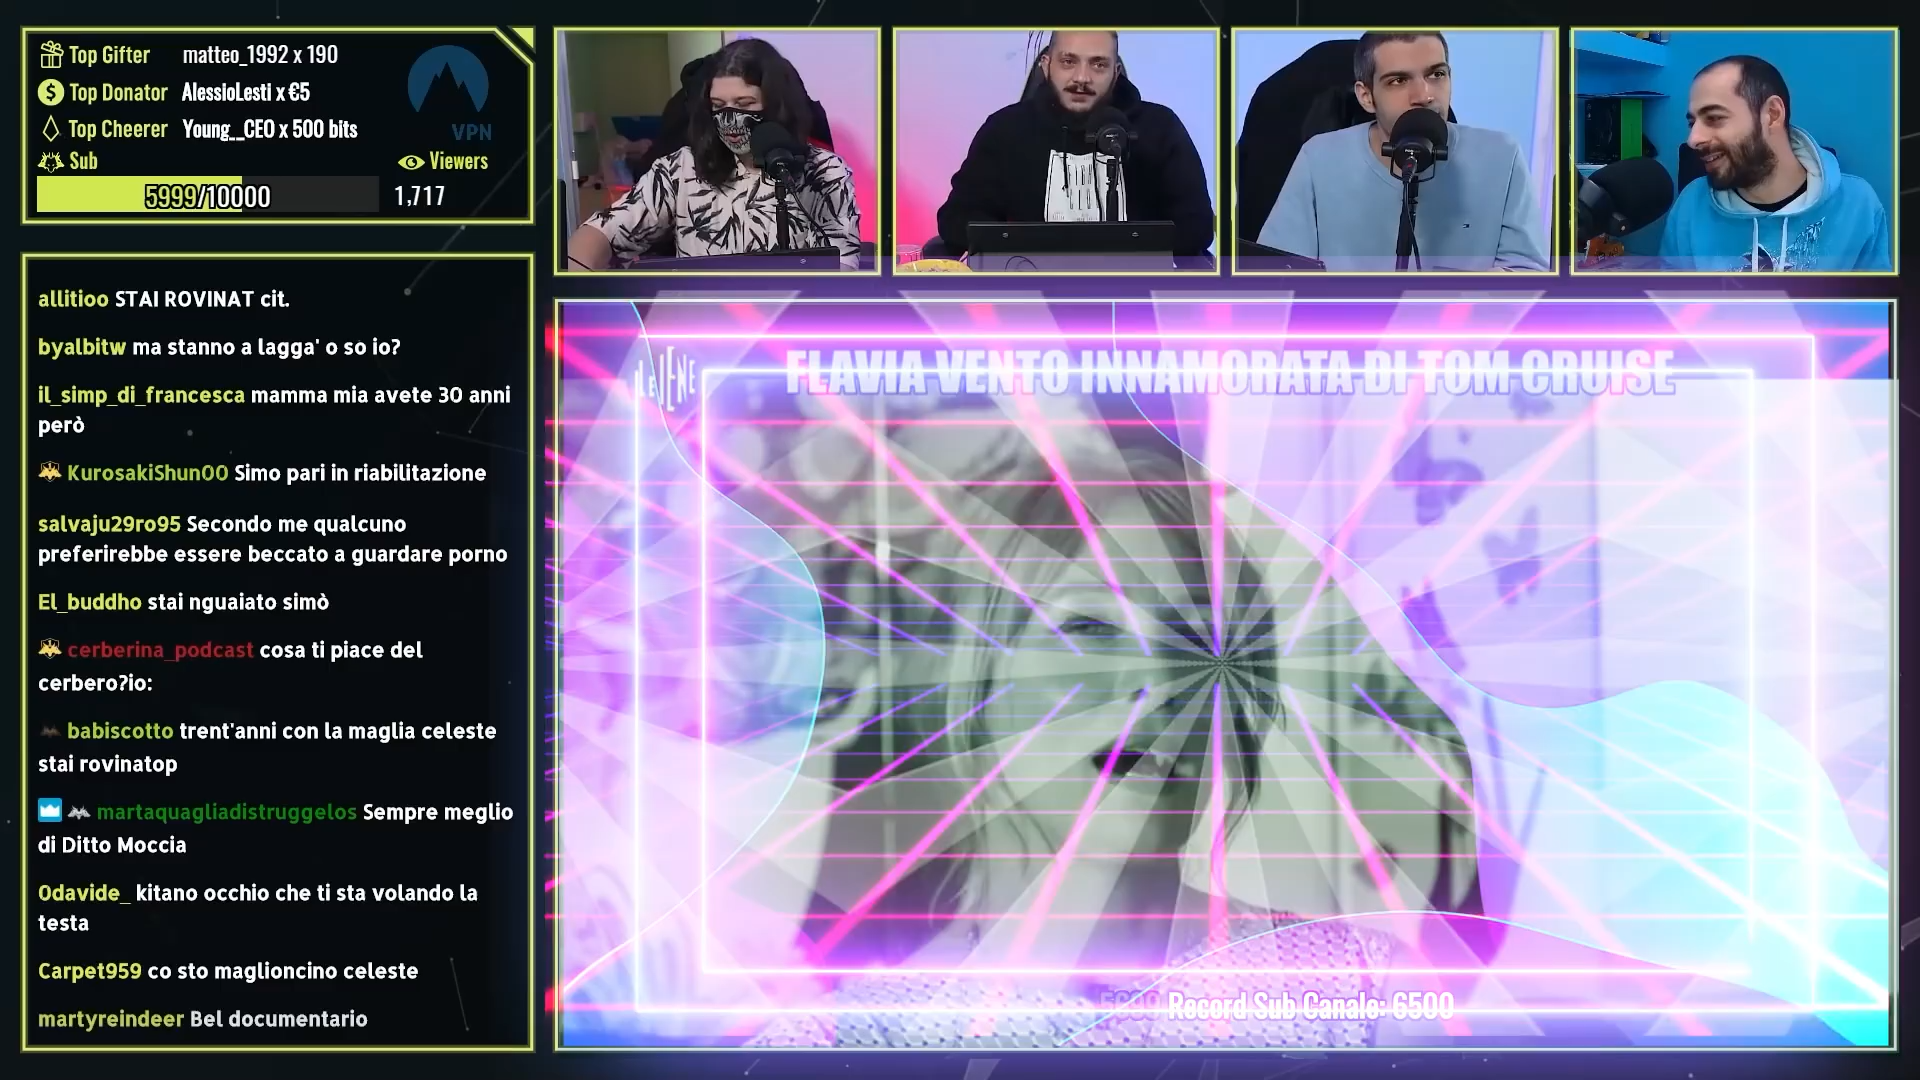 Top Gifter matteo_1992 x 190
Top Donator AlessioLesti x €5
Top Cheerer Young__CEO x 500 bits
VPN
Sub
Viewers
5999/10000
1,717
allitioo STAI ROVINAT cit.
byalbitw ma stanno a lagga' o so io?
il_simp_di_francesca mamma mia avete 30 anni
però
KurosakiShun00 Simo pari in riabilitazione
salvaju29ro95 Secondo me qualcuno
preferirebbe essere beccato a guardare porno
El_buddho stai nguaiato simò
cerberina_podcast cosa ti piace del
cerbero?io:
babiscotto trent'anni con la maglia celeste
stai rovinatop
martaquagliadistruggelos Sempre meglio
di Ditto Moccia
0davide_ kitano occhio che ti sta volando la
testa
Carpet959 co sto maglioncino celeste
martyreindeer Bel documentario
LE IENE
FLAVIA VENTO INNAMORATA DI TOM CRUISE
Record Sub Canale: 6500